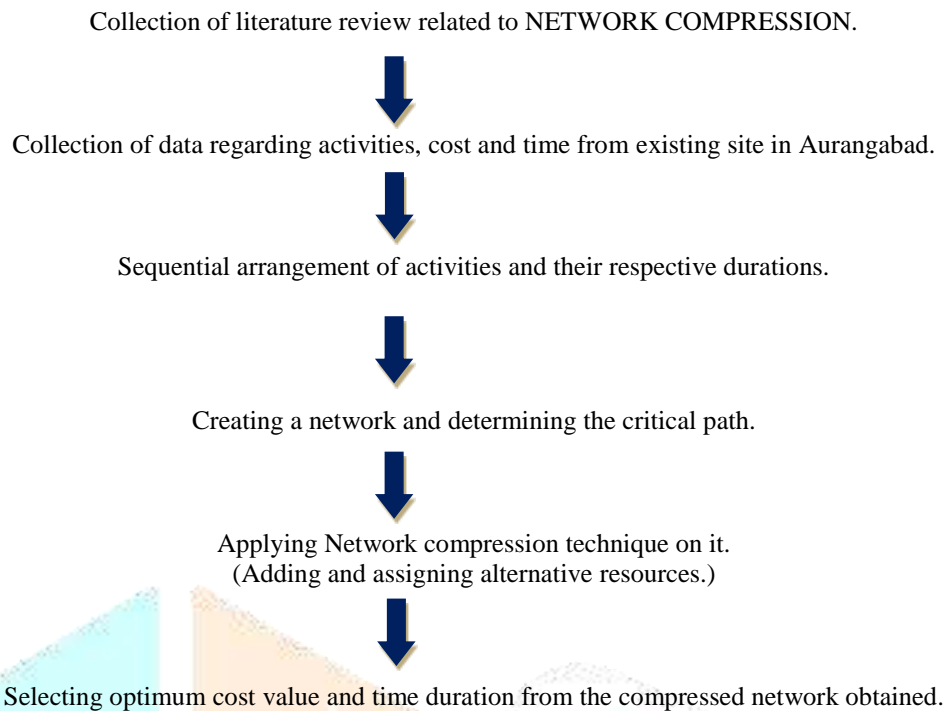 Collection of literature review related to NETWORK COMPRESSION.
Collection of data regarding activities, cost and time from existing site in Aurangabad.
Sequential arrangement of activities and their respective durations.
Creating a network and determining the critical path.
Applying Network compression technique on it.
(Adding and assigning alternative resources.)
Selecting optimum cost value and time duration from the compressed network obtained.